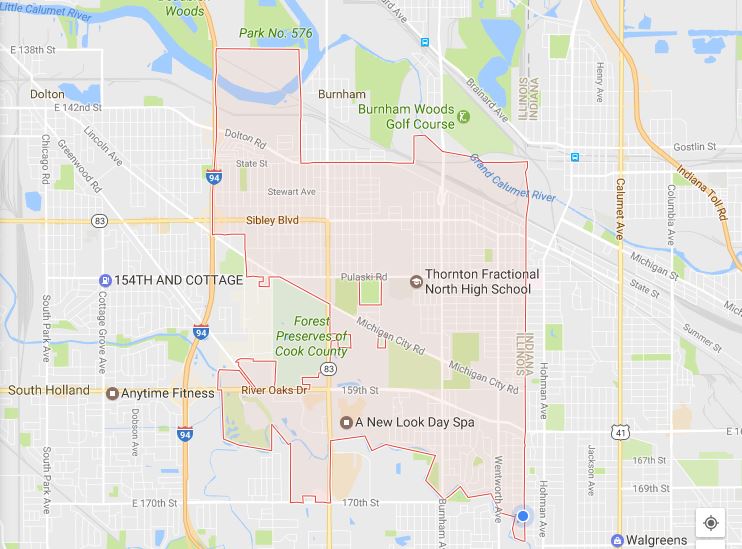 Little Calumet River
Beaubien
Woods
Park No. 576
E 138th St
Dolton
E 142nd St
Burnham
Burnham Woods
Golf Course
Brainard Ave
ILLINOIS
INDIANA
Henry Ave
Gostlin St
Lincoln Ave
Greenwood Rd
Chicago Rd
Dolton Rd
State St
94
Stewart Ave
Grand Calumet River
Calumet Ave
Indiana Toll Rd
Columbia Ave
83
Sibley Blvd
Michigan St
State St
Summer St
154TH AND COTTAGE
Pulaski Rd
Thornton Fractional
North High School
South Park Ave
Cottage Grove Ave
94
Forest
Preserves of
Cook County
Michigan City Rd
Michigan City Rd
INDIANA
ILLINOIS
83
South Holland
Anytime Fitness
River Oaks Dr
159th St
Hohman Ave
Dobson Ave
94
A New Look Day Spa
41
E 16
167th St
169th St
Jackson Ave
South Park Ave
Wentworth Ave
Hohman Ave
E 170th St
170th St
Burnham A
Walgreens